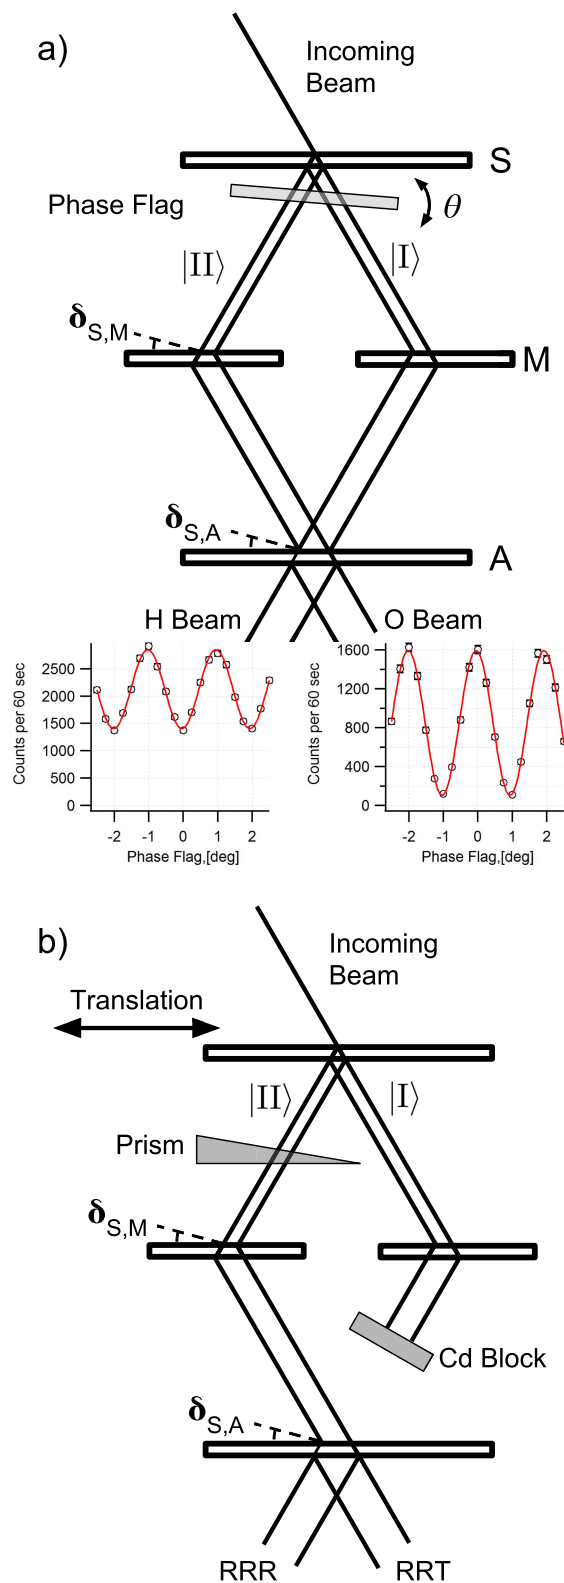 a)
Incoming
Beam
S
Phase Flag
θ
|II⟩
|I⟩
δS,M
M
δS,A
A
H Beam
O Beam
Counts per 60 sec
2500
2000
1500
1000
500
0
-2 -1 0 1 2
Phase Flag,[deg]
Counts per 60 sec
1600
1200
800
400
0
-2 -1 0 1 2
Phase Flag,[deg]
b)
Incoming
Beam
Translation
|II⟩
|I⟩
Prism
δS,M
Cd Block
δS,A
RRR
RRT